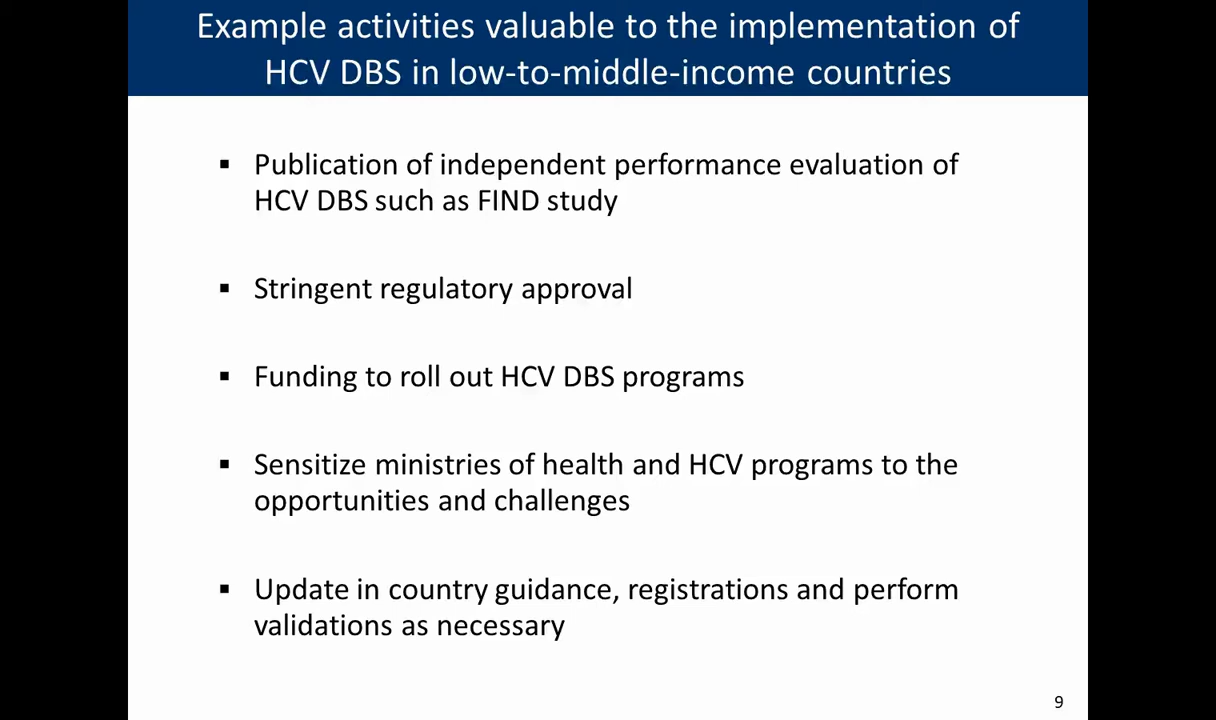 Example activities valuable to the implementation of
HCV DBS in low-to-middle-income countries
▪ Publication of independent performance evaluation of
HCV DBS such as FIND study
▪ Stringent regulatory approval
▪ Funding to roll out HCV DBS programs
▪ Sensitize ministries of health and HCV programs to the
opportunities and challenges
▪ Update in country guidance, registrations and perform
validations as necessary
9